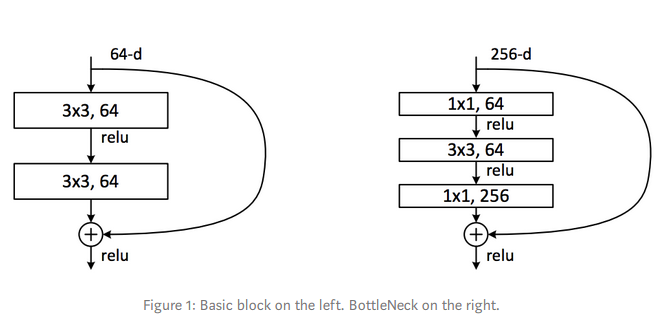 64-d
3x3, 64
relu
3x3, 64
relu
256-d
1x1, 64
relu
3x3, 64
relu
1x1, 256
relu
Figure 1: Basic block on the left. BottleNeck on the right.